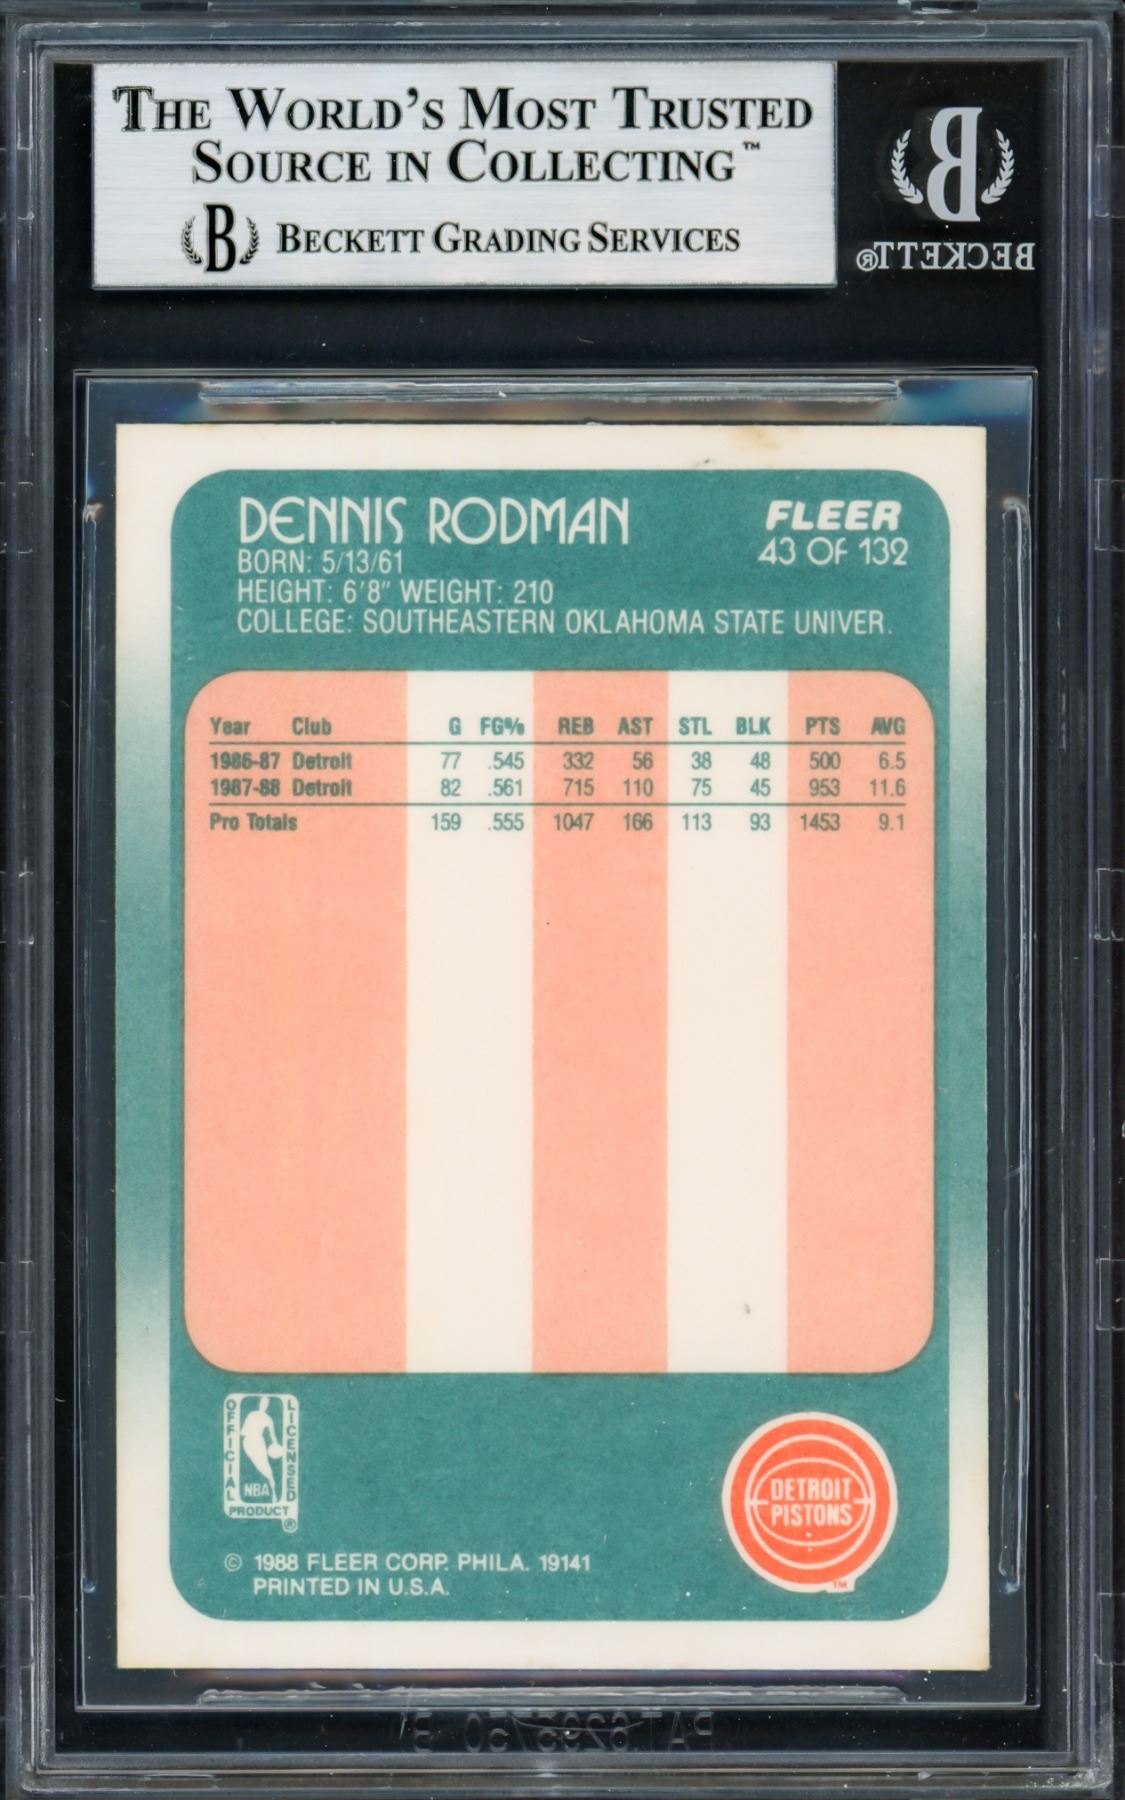 THE WORLD'S MOST TRUSTED
SOURCE IN COLLECTING™
B BECKETT GRADING SERVICES
B
BECKETT®
DENNIS RODMAN
FLEER
43 OF 132
BORN: 5/13/61
HEIGHT: 6'8" WEIGHT: 210
COLLEGE: SOUTHEASTERN OKLAHOMA STATE UNIVER.
Year Club G FG% REB AST STL BLK PTS AVG
1986-87 Detroit 77 .545 332 56 38 48 500 6.5
1987-88 Detroit 82 .561 715 110 75 45 953 11.6
Pro Totals 159 .555 1047 166 113 93 1453 9.1
OFFICIAL
LICENSED
NBA
PRODUCT
®
DETROIT
PISTONS
TM
© 1988 FLEER CORP. PHILA. 19141
PRINTED IN U.S.A.